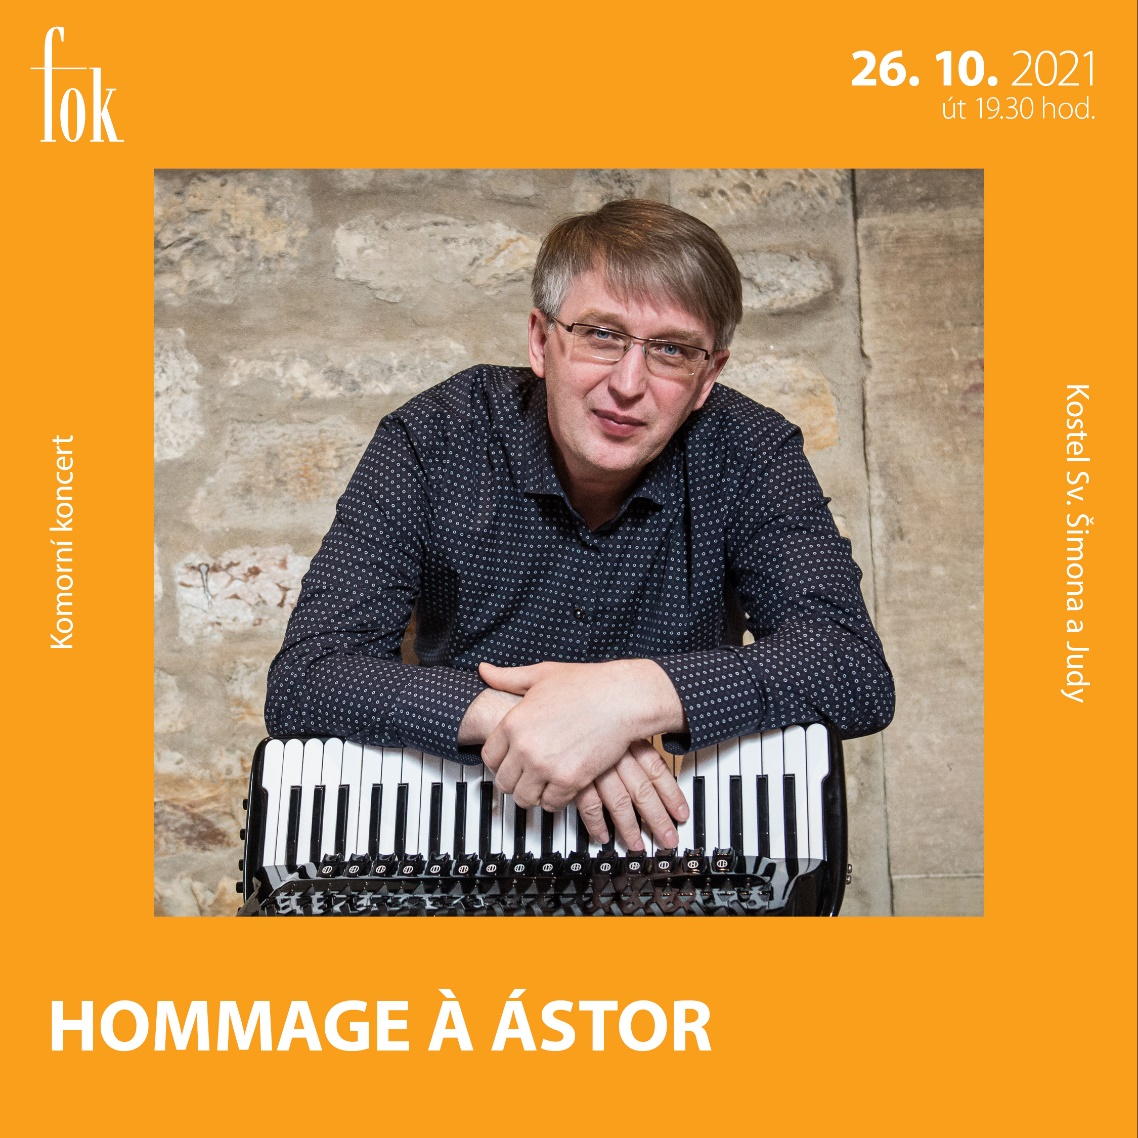 fok
26. 10. 2021
út 19.30 hod.
Komorní koncert
Kostel Sv. Šimona a Judy
HOMMAGE À ÁSTOR